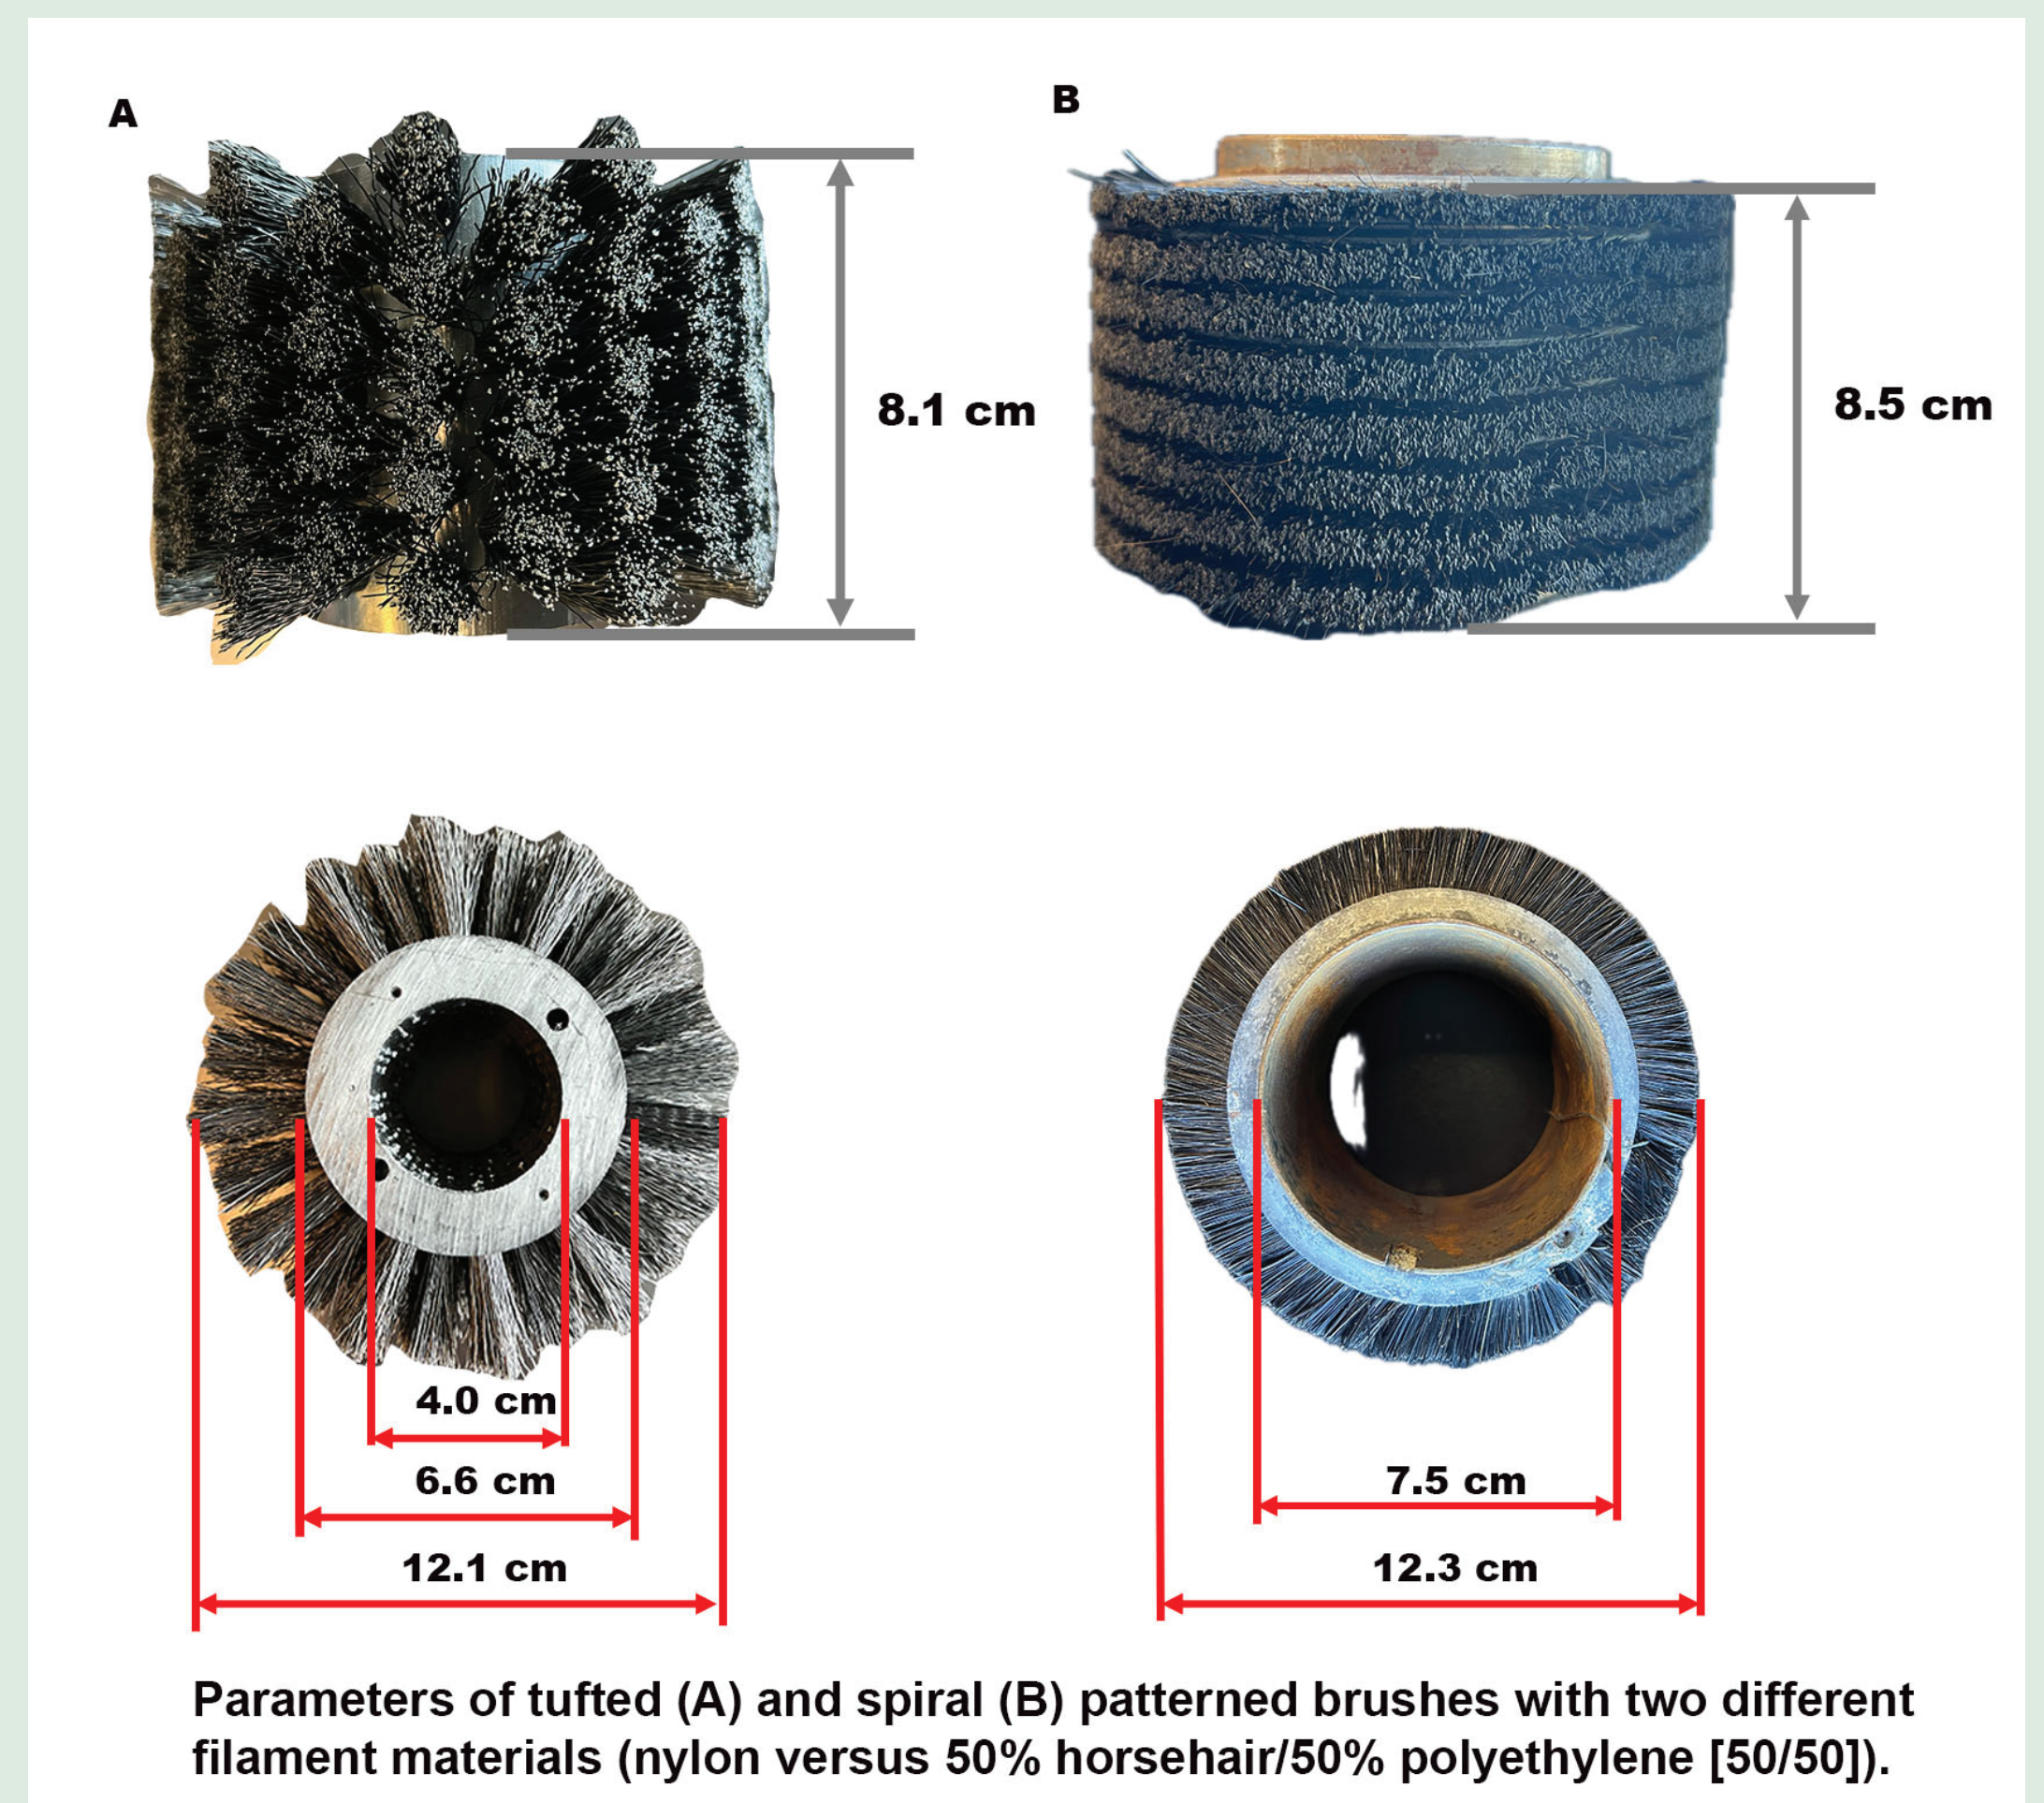 A
B
8.1 cm
8.5 cm
4.0 cm
6.6 cm
12.1 cm
7.5 cm
12.3 cm
Parameters of tufted (A) and spiral (B) patterned brushes with two different
filament materials (nylon versus 50% horsehair/50% polyethylene [50/50]).